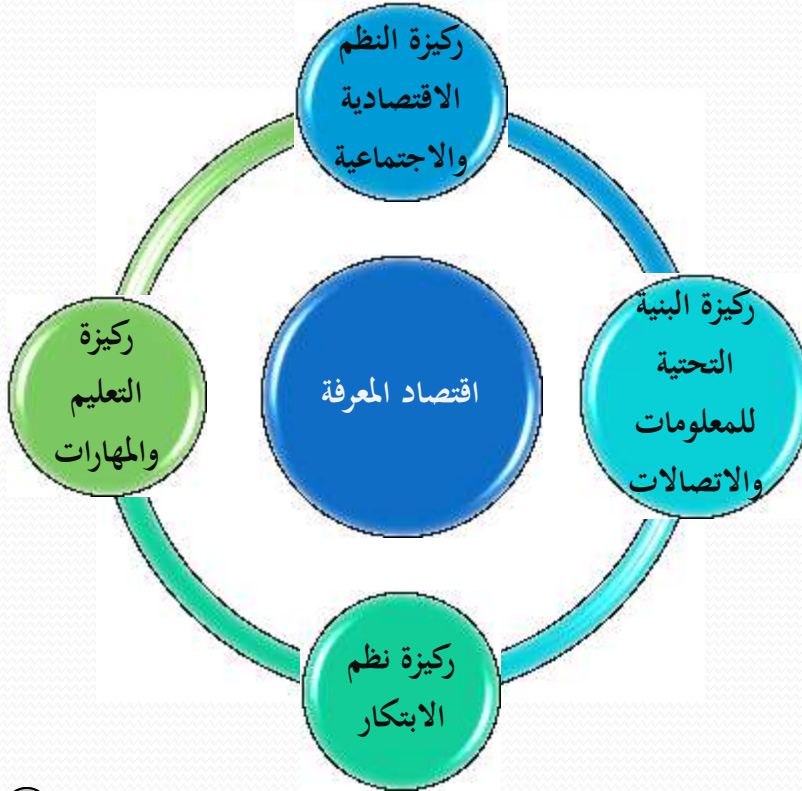 ركيزة النظم
الاقتصادية
والاجتماعية
ركيزة البنية
التحتية
للمعلومات
والاتصالات
اقتصاد المعرفة
ركيزة
التعليم
والمهارات
ركيزة نظم
الابتكار